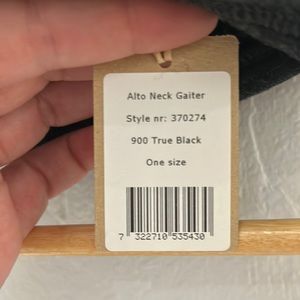 Alto Neck Gaiter
Style nr: 370274
900 True Black
One size
7 322710 535430